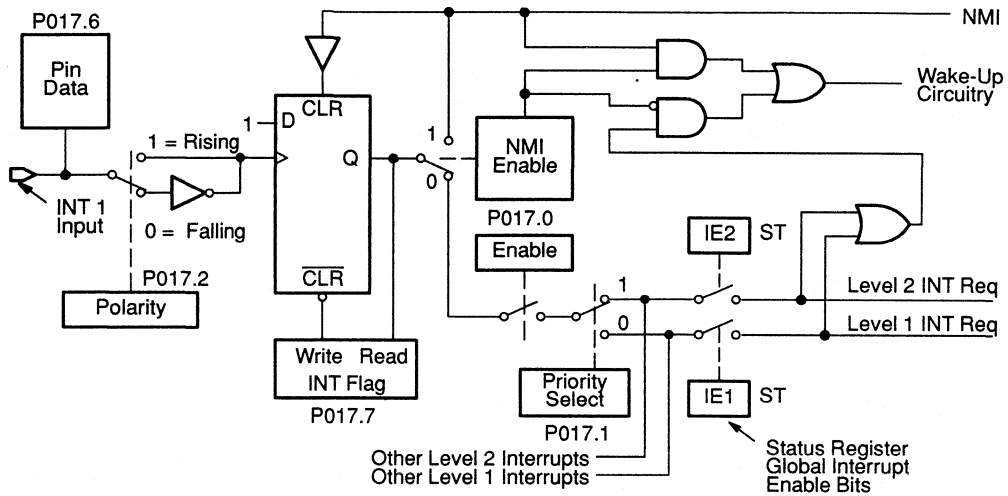 P017.6
NMI
Pin
Data
CLR
1
D
1 = Rising
Q
1
0
NMI
Enable
Wake-Up
Circuitry
INT 1
Input
0 = Falling
P017.0
P017.2
Polarity
CLR
Enable
IE2
ST
Level 2 INT Req
Level 1 INT Req
1
0
Write
Read
INT Flag
P017.7
Priority
Select
P017.1
IE1
ST
Other Level 2 Interrupts
Other Level 1 Interrupts
Status Register
Global Interrupt
Enable Bits